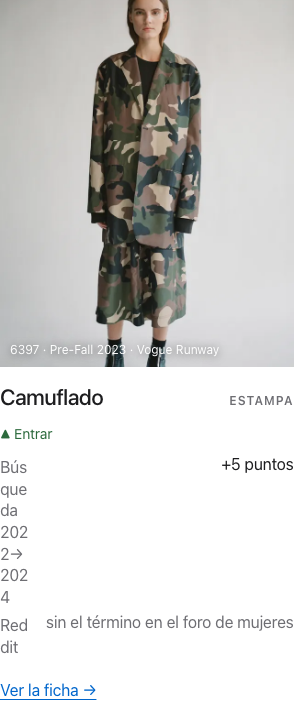 6397 · Pre-Fall 2023 · Vogue Runway
Camuflado
ESTAMPA
▲ Entrar
Bús
que
da
202
2→
202
4
+5 puntos
Red
dit
sin el término en el foro de mujeres
Ver la ficha →